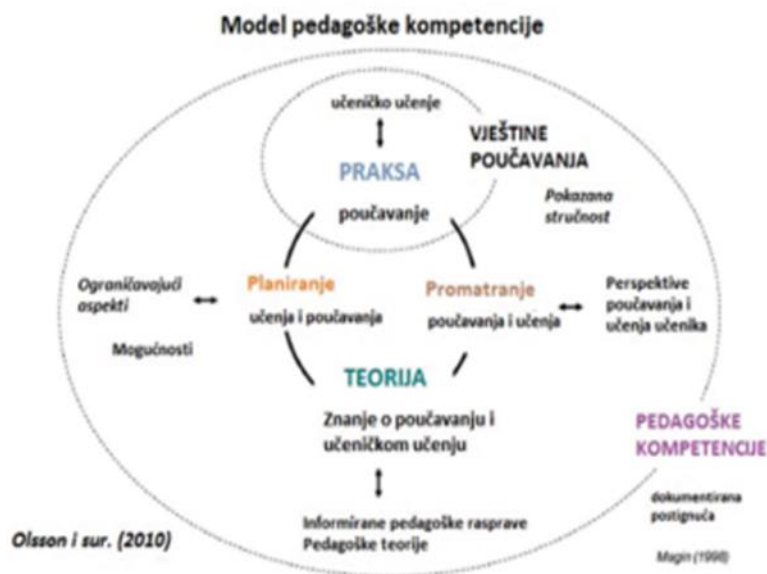 Model pedagoške kompetencije
učeničko učenje
PRAKSA
poučavanje
VJEŠTINE
POUČAVANJA
Pokazana
stručnost
Ograničavajući
aspekti
Mogućnosti
Planiranje
učenja i poučavanja
Promatranje
poučavanja i učenja
Perspektive
poučavanja i
učenja učenika
TEORIJA
Znanje o poučavanju i
učeničkom učenju
Informirane pedagoške rasprave
Pedagoške teorije
PEDAGOŠKE
KOMPETENCIJE
dokumentirana
postignuća
Magin (1998)
Olsson i sur. (2010)